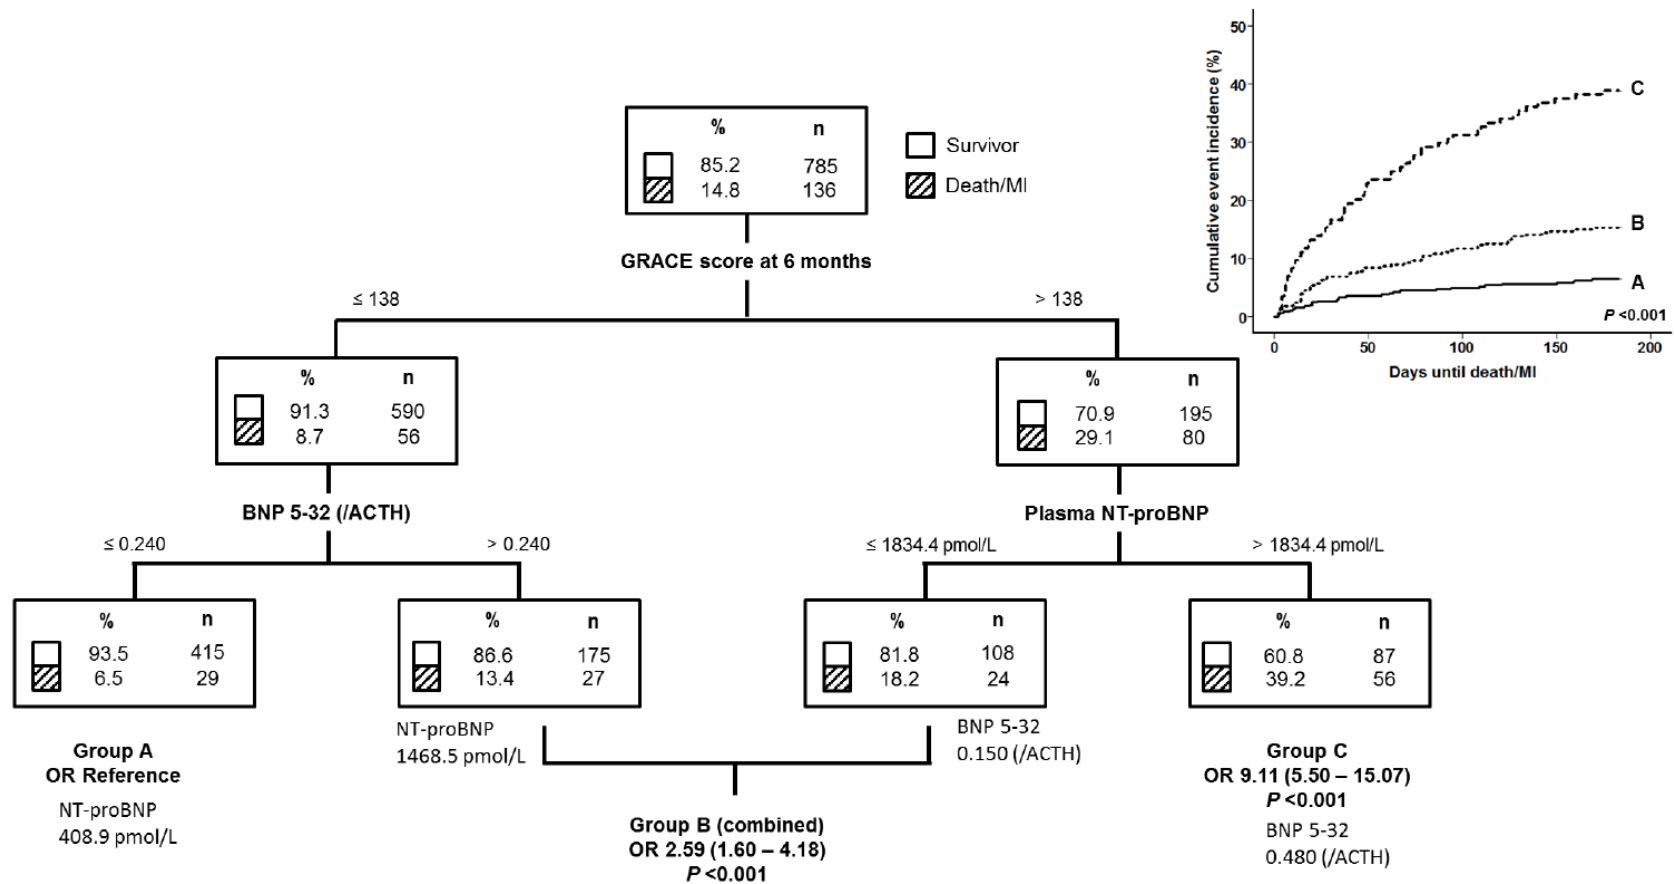 % n
85.2 785
14.8 136
Survivor
Death/MI
GRACE score at 6 months
≤ 138
> 138
% n
91.3 590
8.7 56
% n
70.9 195
29.1 80
BNP 5-32 (/ACTH)
Plasma NT-proBNP
≤ 0.240
> 0.240
≤ 1834.4 pmol/L
> 1834.4 pmol/L
% n
93.5 415
6.5 29
% n
86.6 175
13.4 27
% n
81.8 108
18.2 24
% n
60.8 87
39.2 56
Group A
OR Reference
NT-proBNP
408.9 pmol/L
NT-proBNP
1468.5 pmol/L
BNP 5-32
0.150 (/ACTH)
Group B (combined)
OR 2.59 (1.60 – 4.18)
P <0.001
Group C
OR 9.11 (5.50 – 15.07)
P <0.001
BNP 5-32
0.480 (/ACTH)
Cumulative event incidence (%)
50
40
30
20
10
0
C
B
A
P <0.001
0 50 100 150 200
Days until death/MI